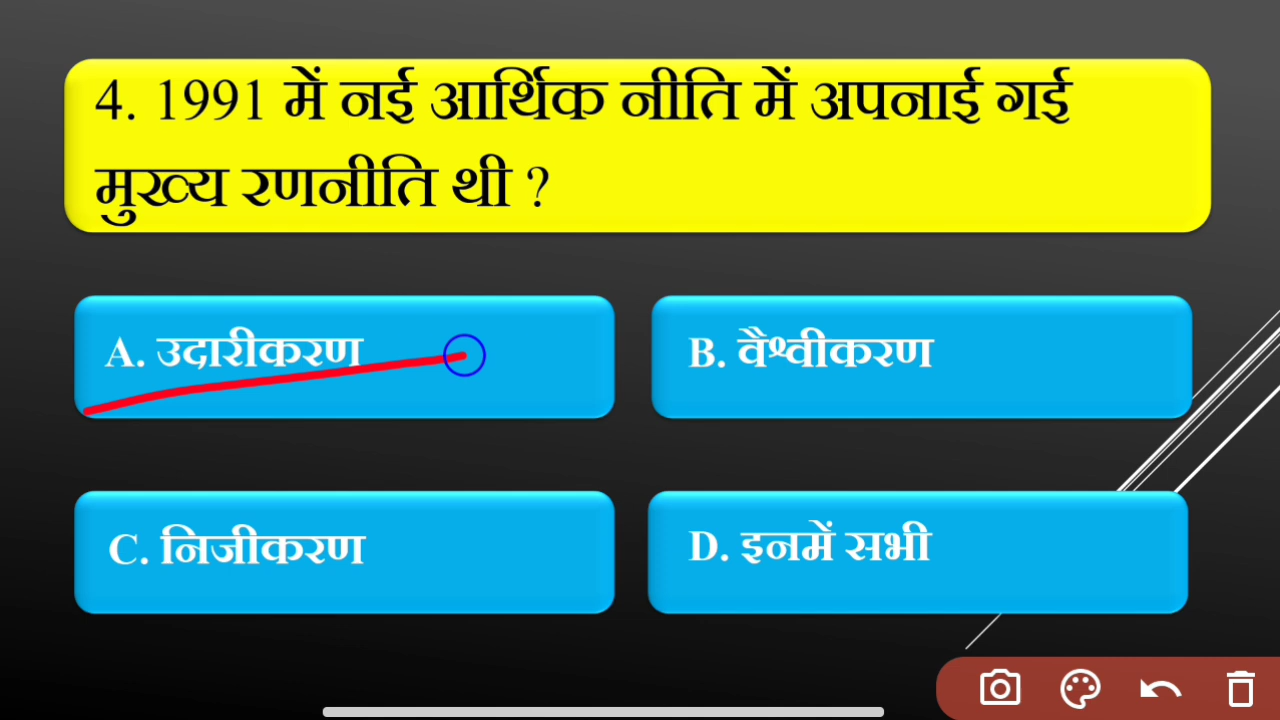 4. 1991 में नई आर्थिक नीति में अपनाई गई
मुख्य रणनीति थी ?
A. उदारीकरण
B. वैश्वीकरण
C. निजीकरण
D. इनमें सभी